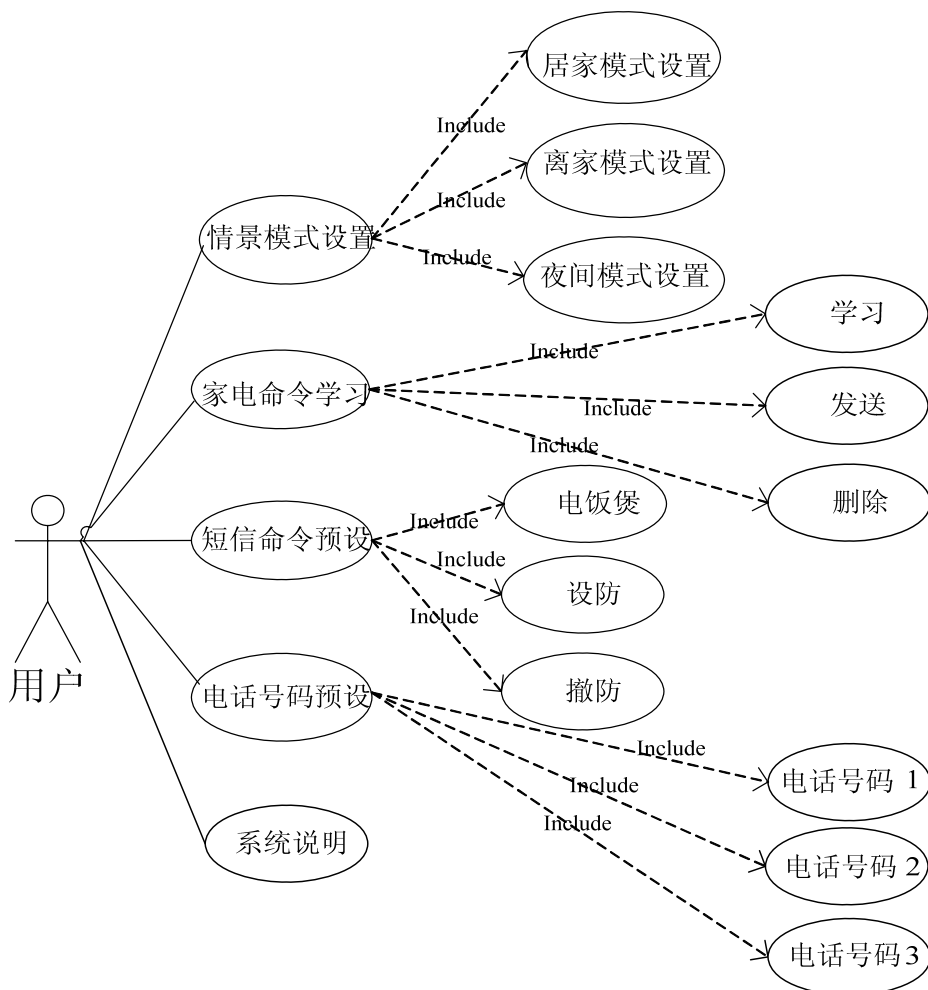 居家模式设置
Include
离家模式设置
Include
情景模式设置
Include
夜间模式设置
学习
Include
家电命令学习
Include
发送
Include
删除
电饭煲
Include
短信命令预设
Include
设防
Include
用户
电话号码预设
撤防
Include
电话号码 1
Include
Include
系统说明
电话号码 2
电话号码 3